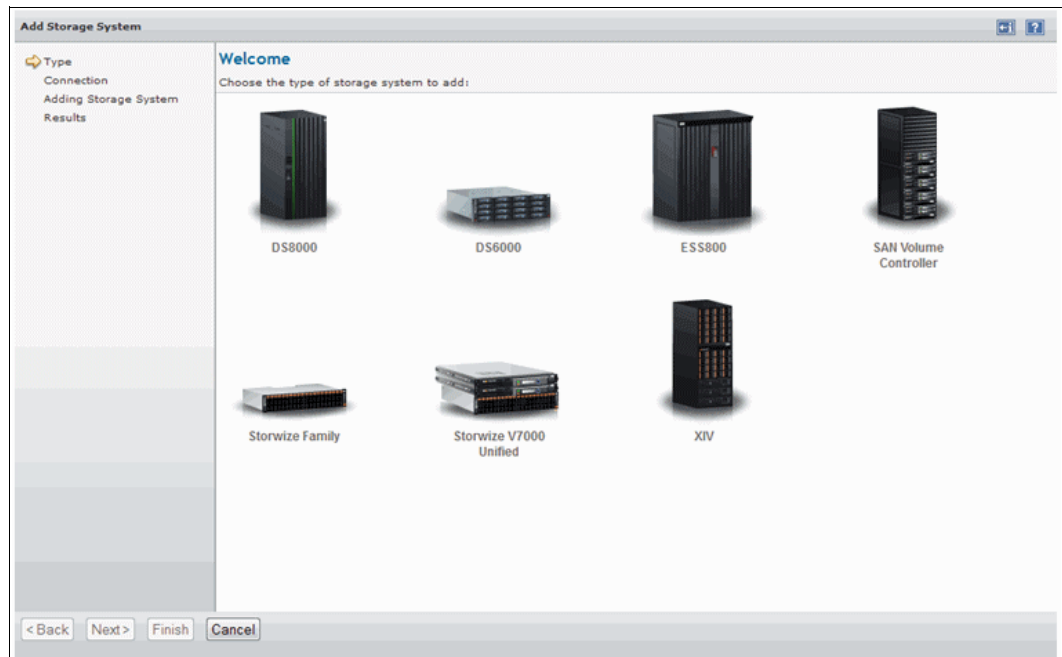 Add Storage System
Type
Connection
Adding Storage System
Results
Welcome
Choose the type of storage system to add:
DS8000
DS6000
ESS800
SAN Volume
Controller
Storwize Family
Storwize V7000
Unified
XIV
< Back
Next >
Finish
Cancel